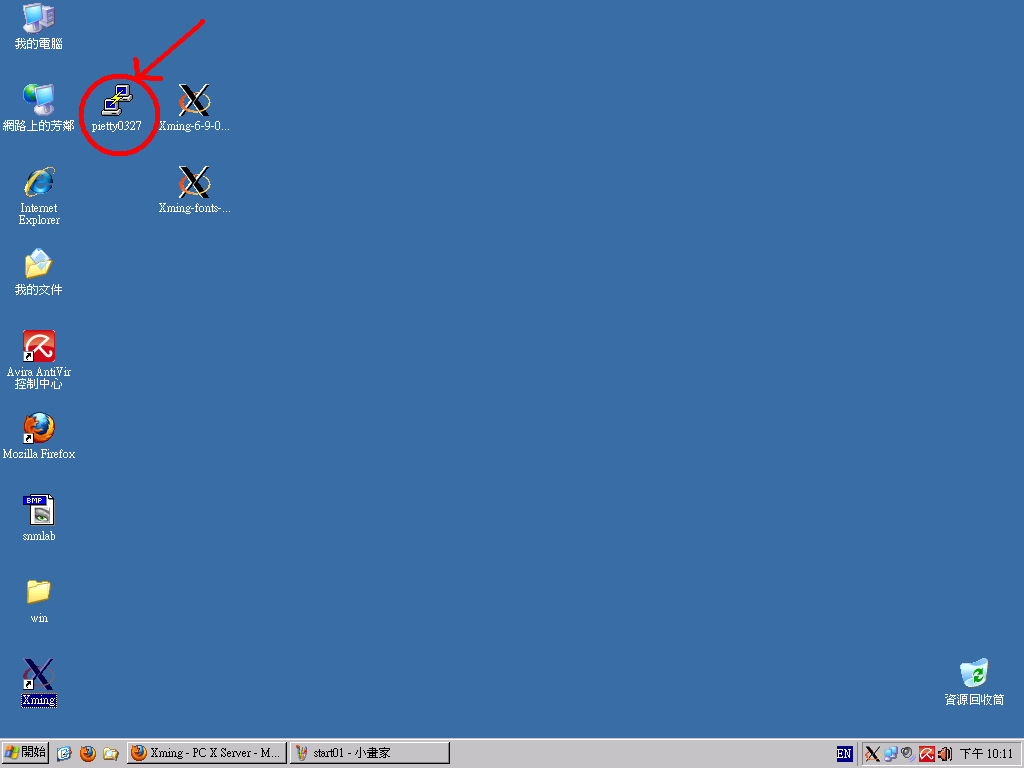 我的電腦
網路上的芳鄰
pietty0327
Xming-6-9-0...
Internet
Explorer
Xming-fonts-...
我的文件
Avira AntiVir
控制中心
Mozilla Firefox
BMP
snmlab
win
Xming
資源回收筒
開始
Xming - PC X Server - M...
start01 - 小畫家
EN
下午 10:11